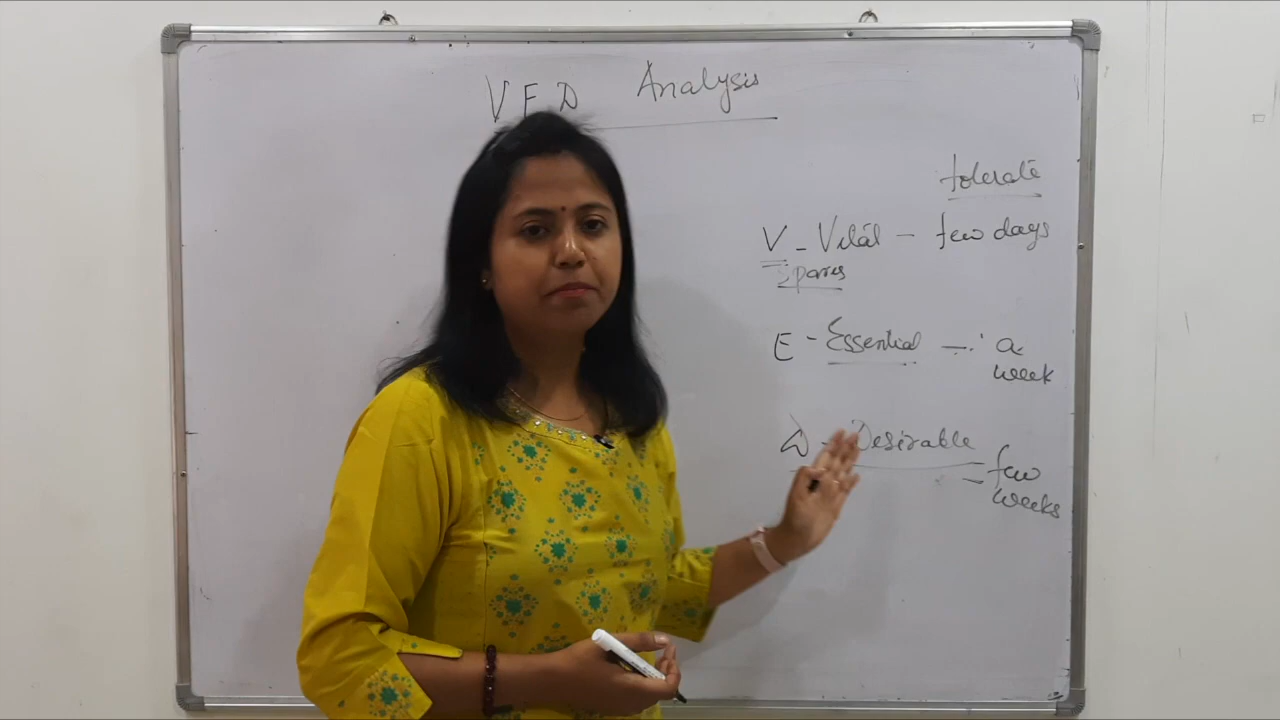 VED Analysis
tolerate
V - Vital - few days
Spares
E - Essential - a
week
D - Desirable
- few
weeks